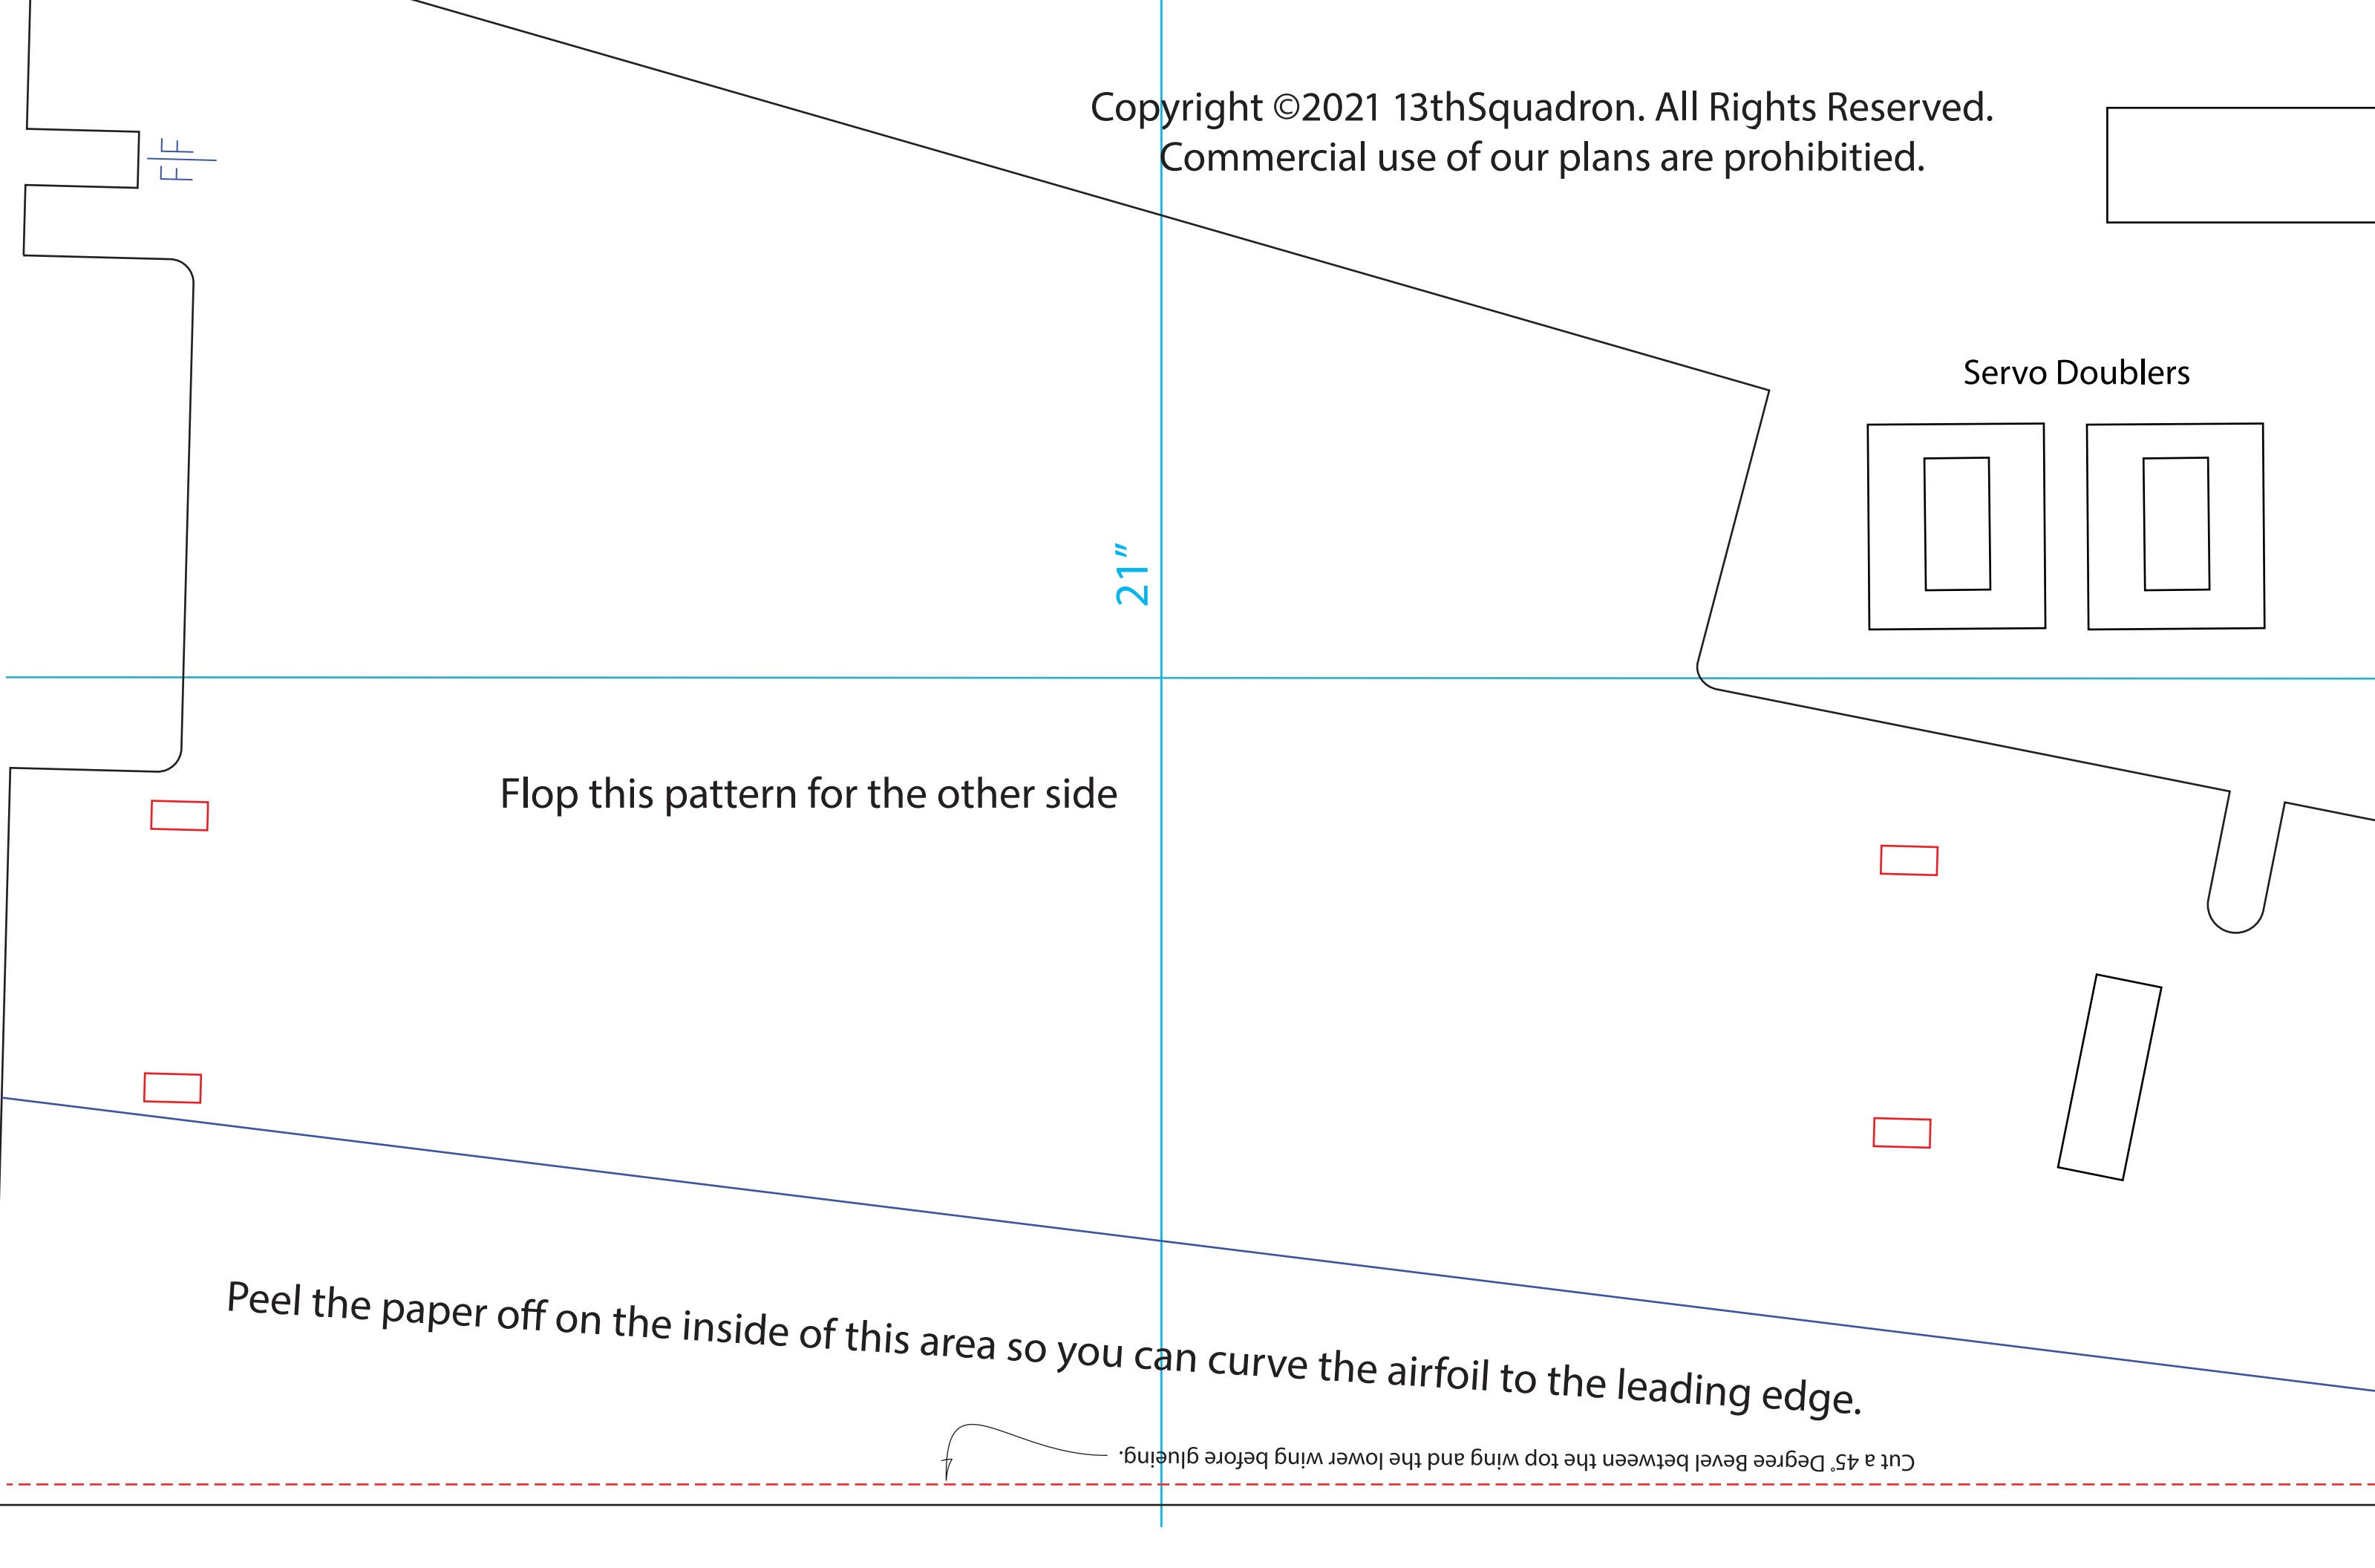 Copyright ©2021 13thSquadron. All Rights Reserved.
Commercial use of our plans are prohibitied.
FF
FF
Servo Doublers
21”
Flop this pattern for the other side
Peel the paper off on the inside of this area so you can curve the airfoil to the leading edge.
Cut a 45° Degree Bevel between the top wing and the lower wing before glueing.